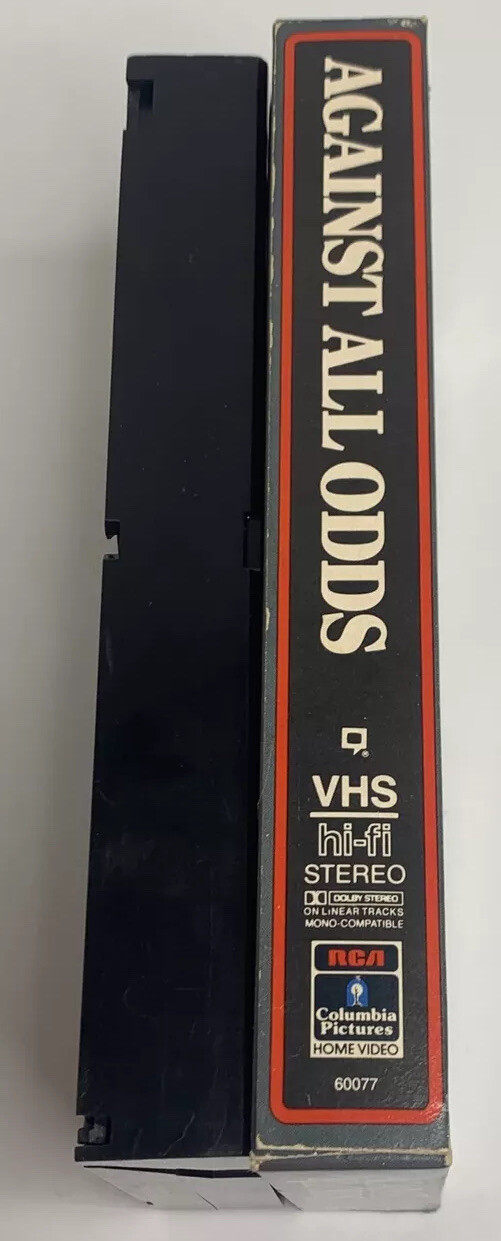 AGAINST ALL ODDS
®
VHS
hi-fi
STEREO
DOLBY STEREO
ON LINEAR TRACKS
MONO-COMPATIBLE
RCA
Columbia
Pictures
HOME VIDEO
60077